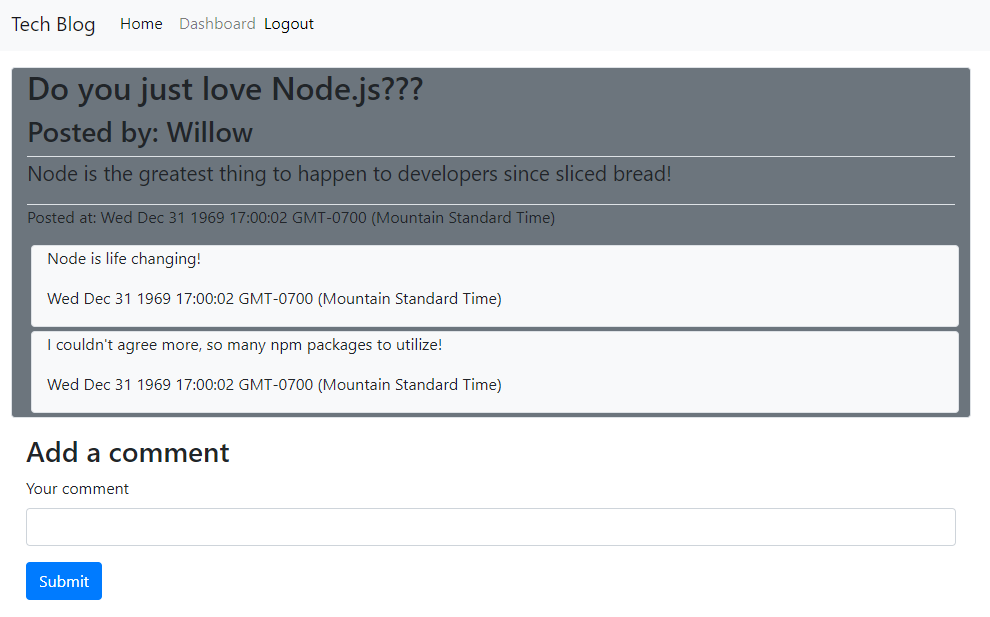 Tech Blog Home Dashboard Logout
Do you just love Node.js???
Posted by: Willow
Node is the greatest thing to happen to developers since sliced bread!
Posted at: Wed Dec 31 1969 17:00:02 GMT-0700 (Mountain Standard Time)
Node is life changing!
Wed Dec 31 1969 17:00:02 GMT-0700 (Mountain Standard Time)
I couldn't agree more, so many npm packages to utilize!
Wed Dec 31 1969 17:00:02 GMT-0700 (Mountain Standard Time)
Add a comment
Your comment
Submit